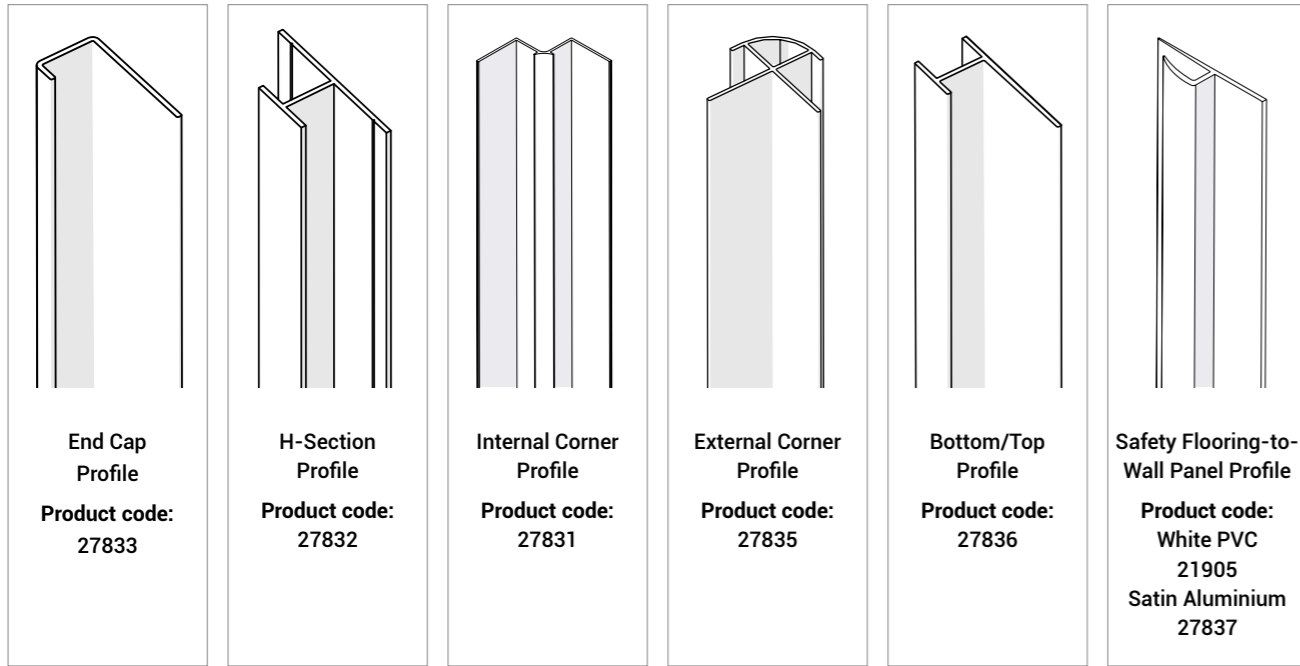 End Cap
Profile
Product code:
27833
H-Section
Profile
Product code:
27832
Internal Corner
Profile
Product code:
27831
External Corner
Profile
Product code:
27835
Bottom/Top
Profile
Product code:
27836
Safety Flooring-to-
Wall Panel Profile
Product code:
White PVC
21905
Satin Aluminium
27837